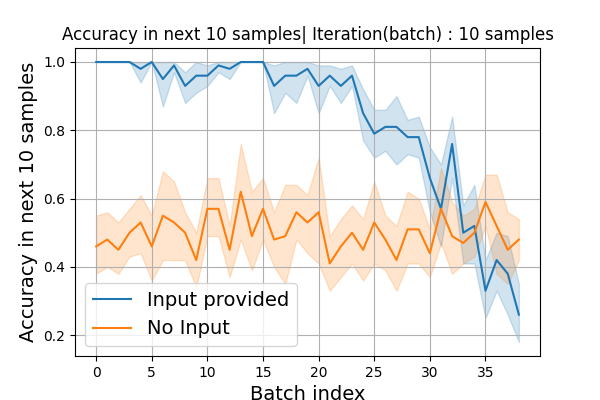 Accuracy in next 10 samples| Iteration(batch) : 10 samples
Accuracy in next 10 samples
1.0
0.8
0.6
0.4
0.2
Input provided
No Input
0 5 10 15 20 25 30 35
Batch index